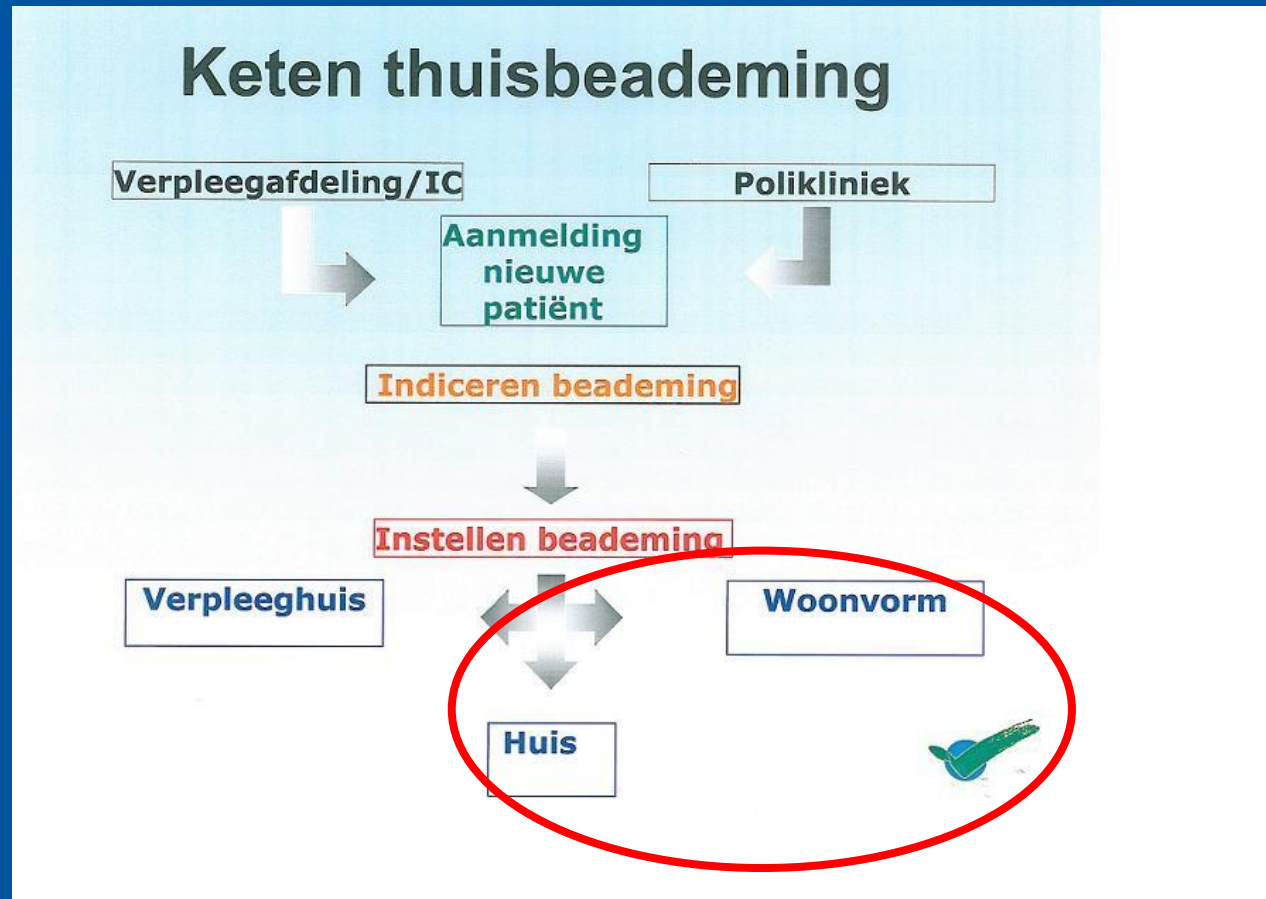 Keten thuisbeademing
Verpleegafdeling/IC
Polikliniek
Aanmelding
nieuwe
patiënt
Indiceren beademing
Instellen beademing
Verpleeghuis
Woonvorm
Huis